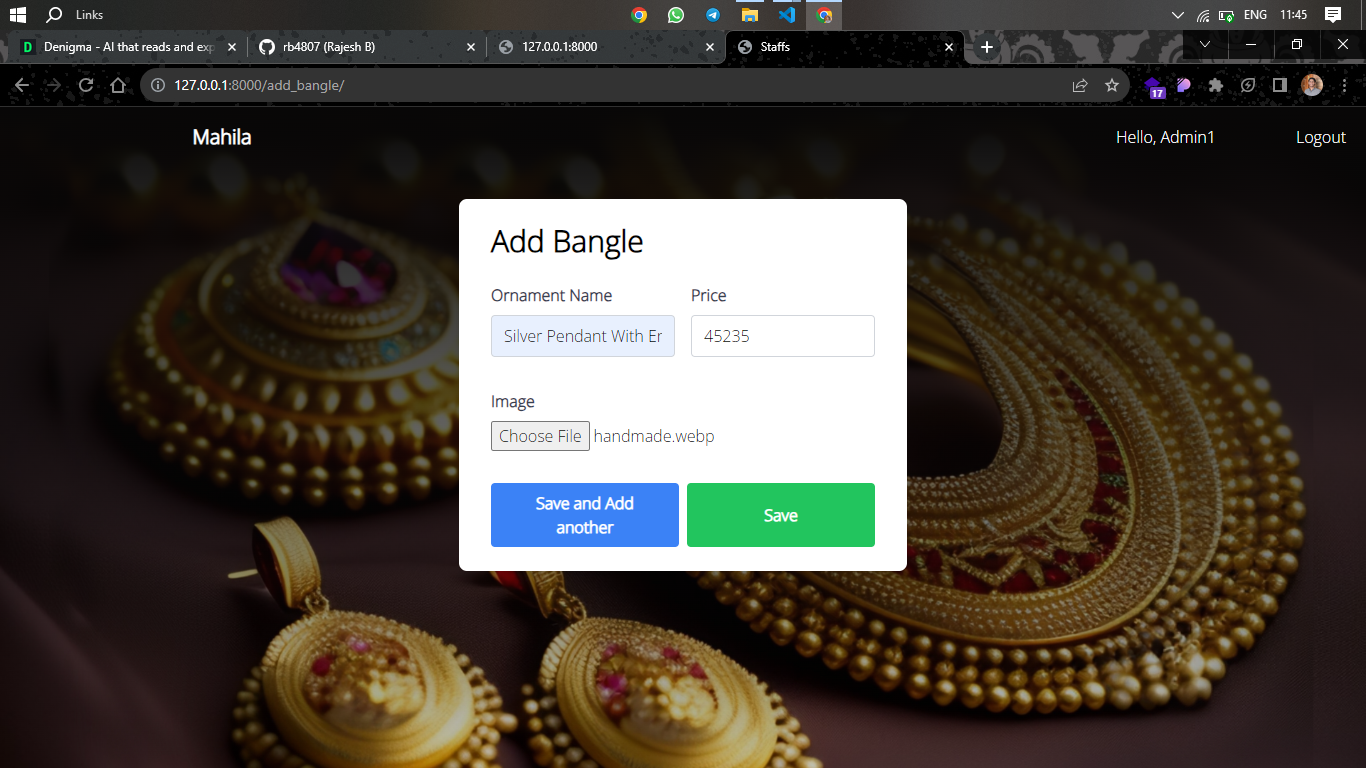 Links
ENG 11:45
Denigma - AI that reads and exp
rb4807 (Rajesh B)
127.0.0.1:8000
Staffs
127.0.0.1:8000/add_bangle/
17
Mahila
Hello, Admin1
Logout
Add Bangle
Ornament Name
Price
Silver Pendant With Er
45235
Image
Choose File handmade.webp
Save and Add
another
Save